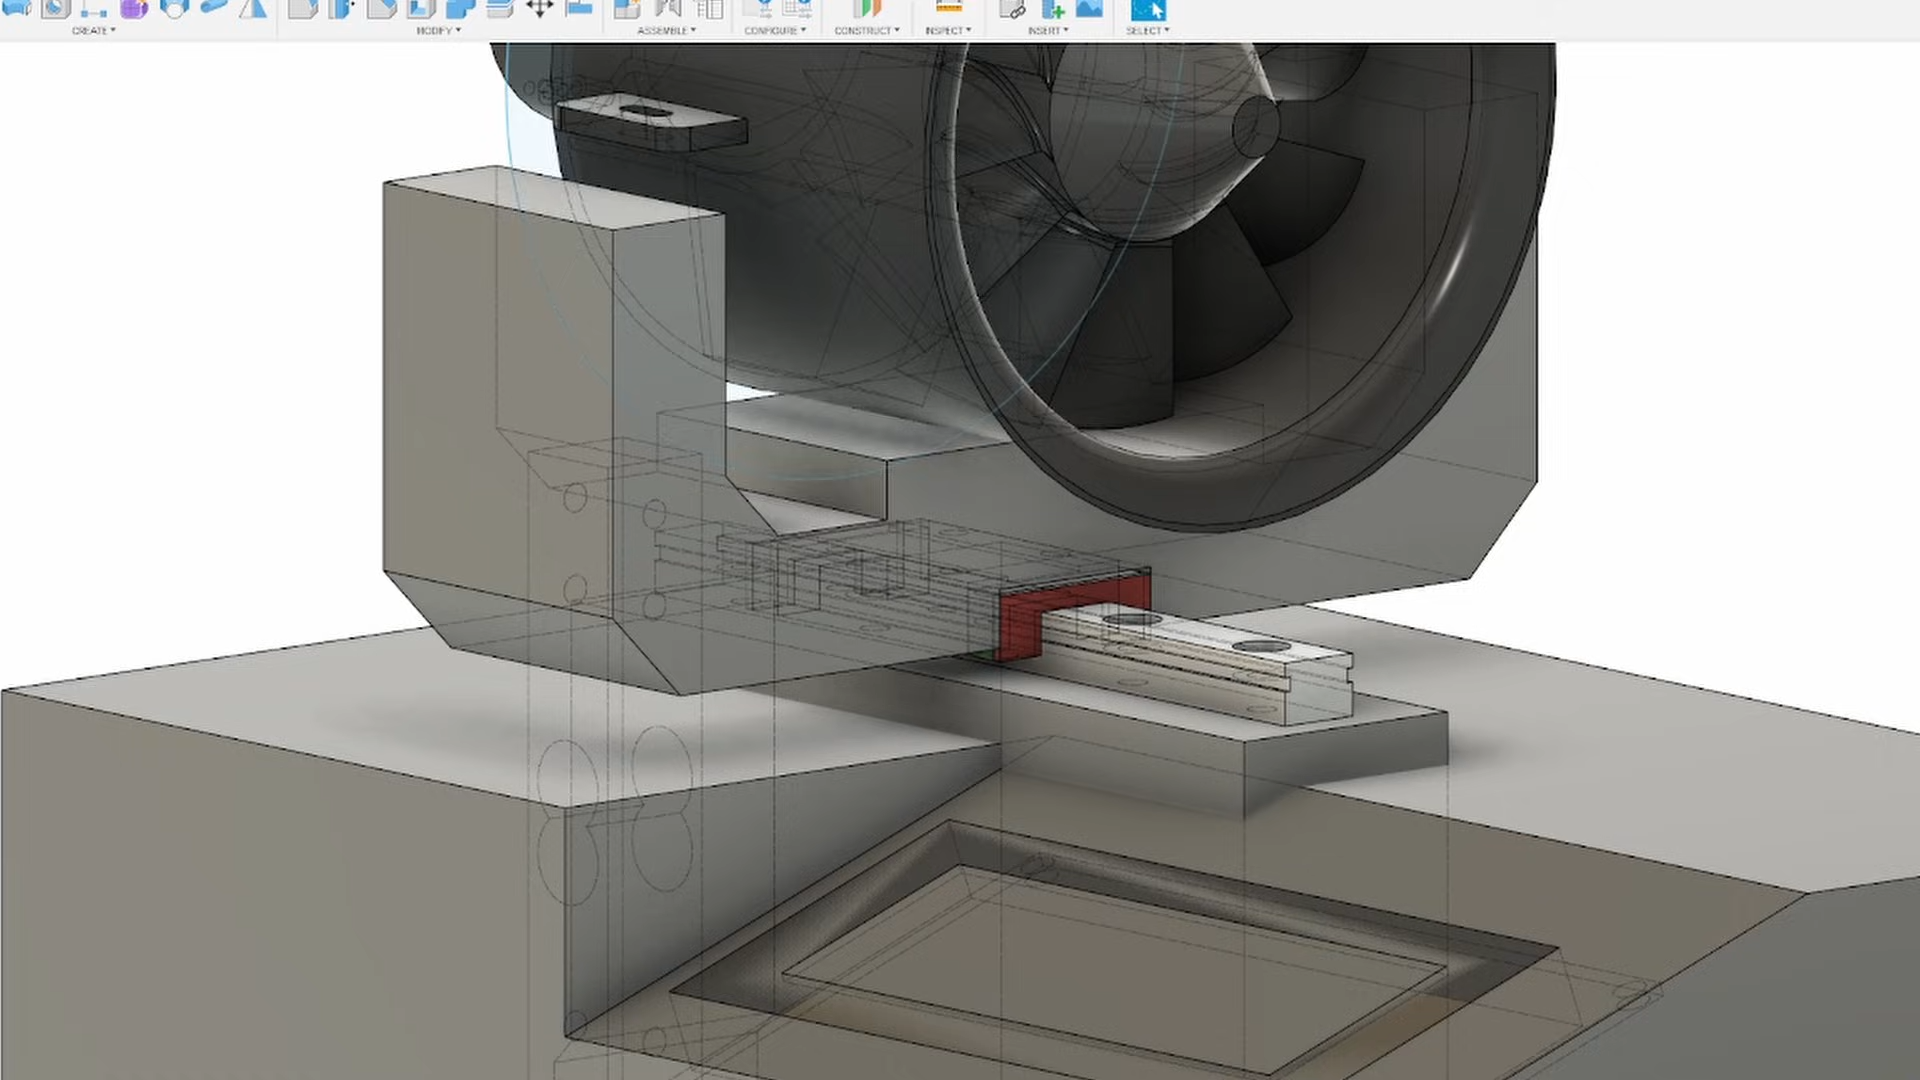 CREATE▾
MODIFY▾
ASSEMBLE▾
CONFIGURE▾
CONSTRUCT▾
INSPECT▾
INSERT▾
SELECT▾